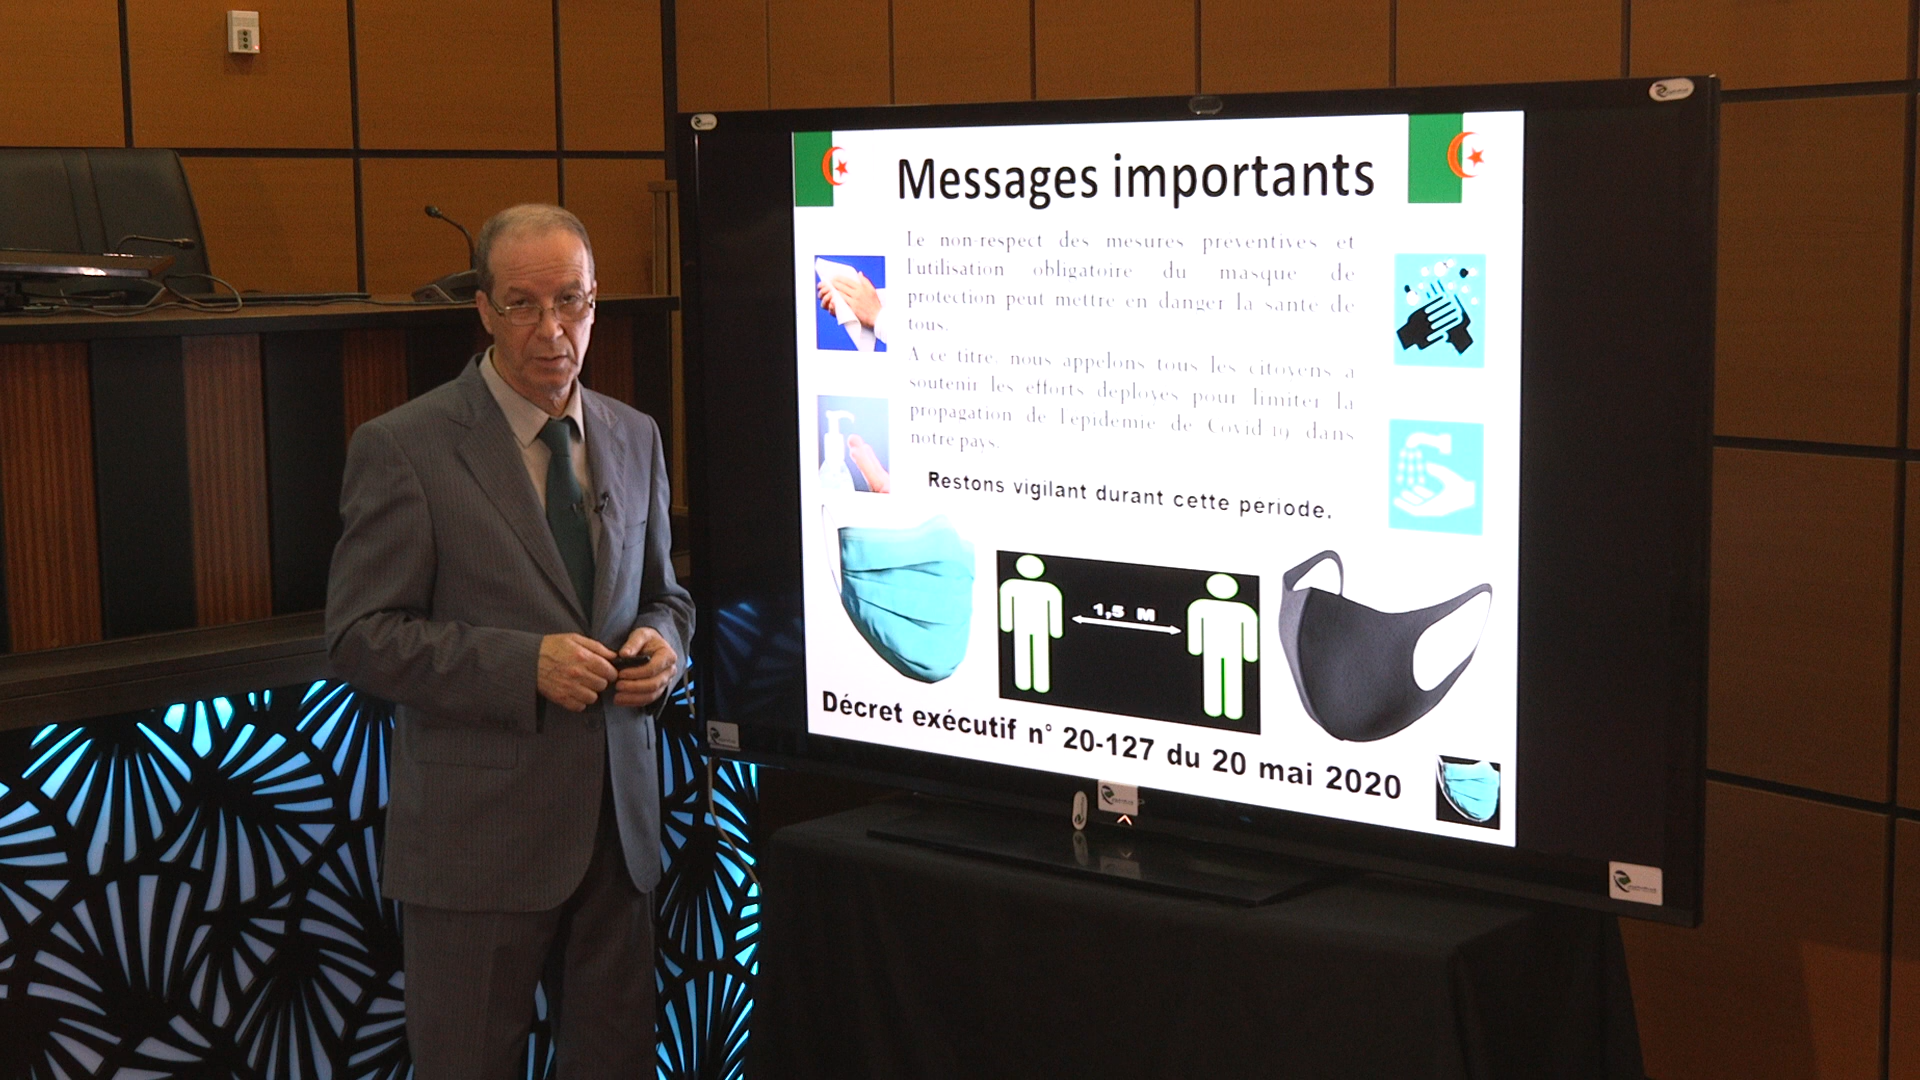 Messages importants
Le non-respect des mesures preventives et
l'utilisation obligatoire du masque de
protection peut mettre en danger la sante de
tous.
A ce titre, nous appelons tous les citoyens a
soutenir les efforts deployes pour limiter la
propagation de l'epidemie de Covid-19 dans
notre pays.
Restons vigilant durant cette periode.
1,5 M
Décret exécutif n° 20-127 du 20 mai 2020